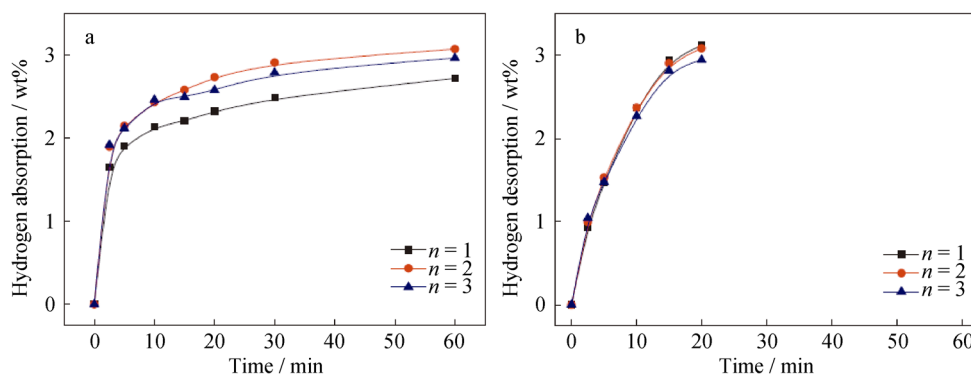 a
Hydrogen absorption / wt%
3
2
1
0
n = 1
n = 2
n = 3
0 10 20 30 40 50 60
Time / min
b
Hydrogen desorption / wt%
3
2
1
0
n = 1
n = 2
n = 3
0 10 20 30 40 50 60
Time / min